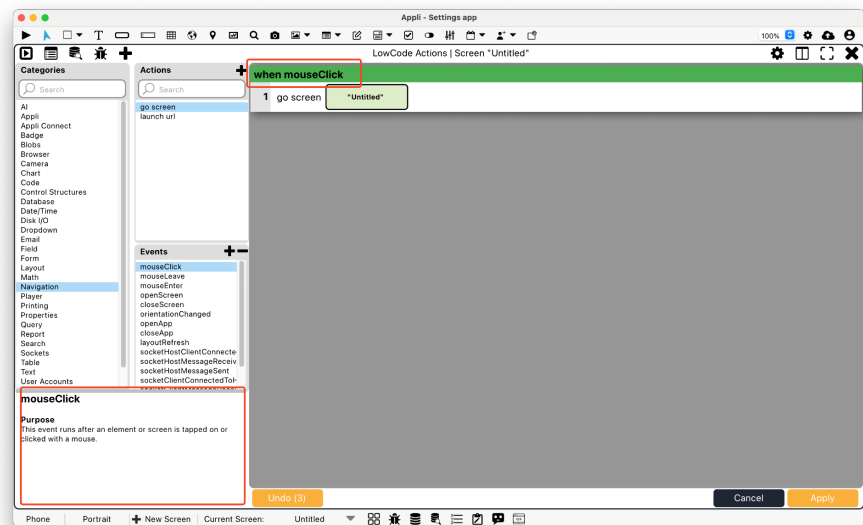 Appli - Settings app
T
100%
LowCode Actions | Screen "Untitled"
Categories
Search
AI
Appli
Appli Connect
Badge
Blobs
Browser
Camera
Chart
Code
Control Structures
Database
Date/Time
Disk I/O
Dropdown
Email
Field
Form
Layout
Math
Navigation
Player
Printing
Properties
Query
Report
Search
Sockets
Table
Text
User Accounts
Actions
Search
go screen
launch url
Events
mouseClick
mouseLeave
mouseEnter
openScreen
closeScreen
orientationChanged
openApp
closeApp
layoutRefresh
socketHostClientConnecte
socketHostMessageReceiv
socketHostMessageSent
socketClientConnectedToH
mouseClick
Purpose
This event runs after an element or screen is tapped on or
clicked with a mouse.
when mouseClick
1 go screen "Untitled"
Undo (3)
Cancel
Apply
Phone
Portrait
New Screen
Current Screen:
Untitled